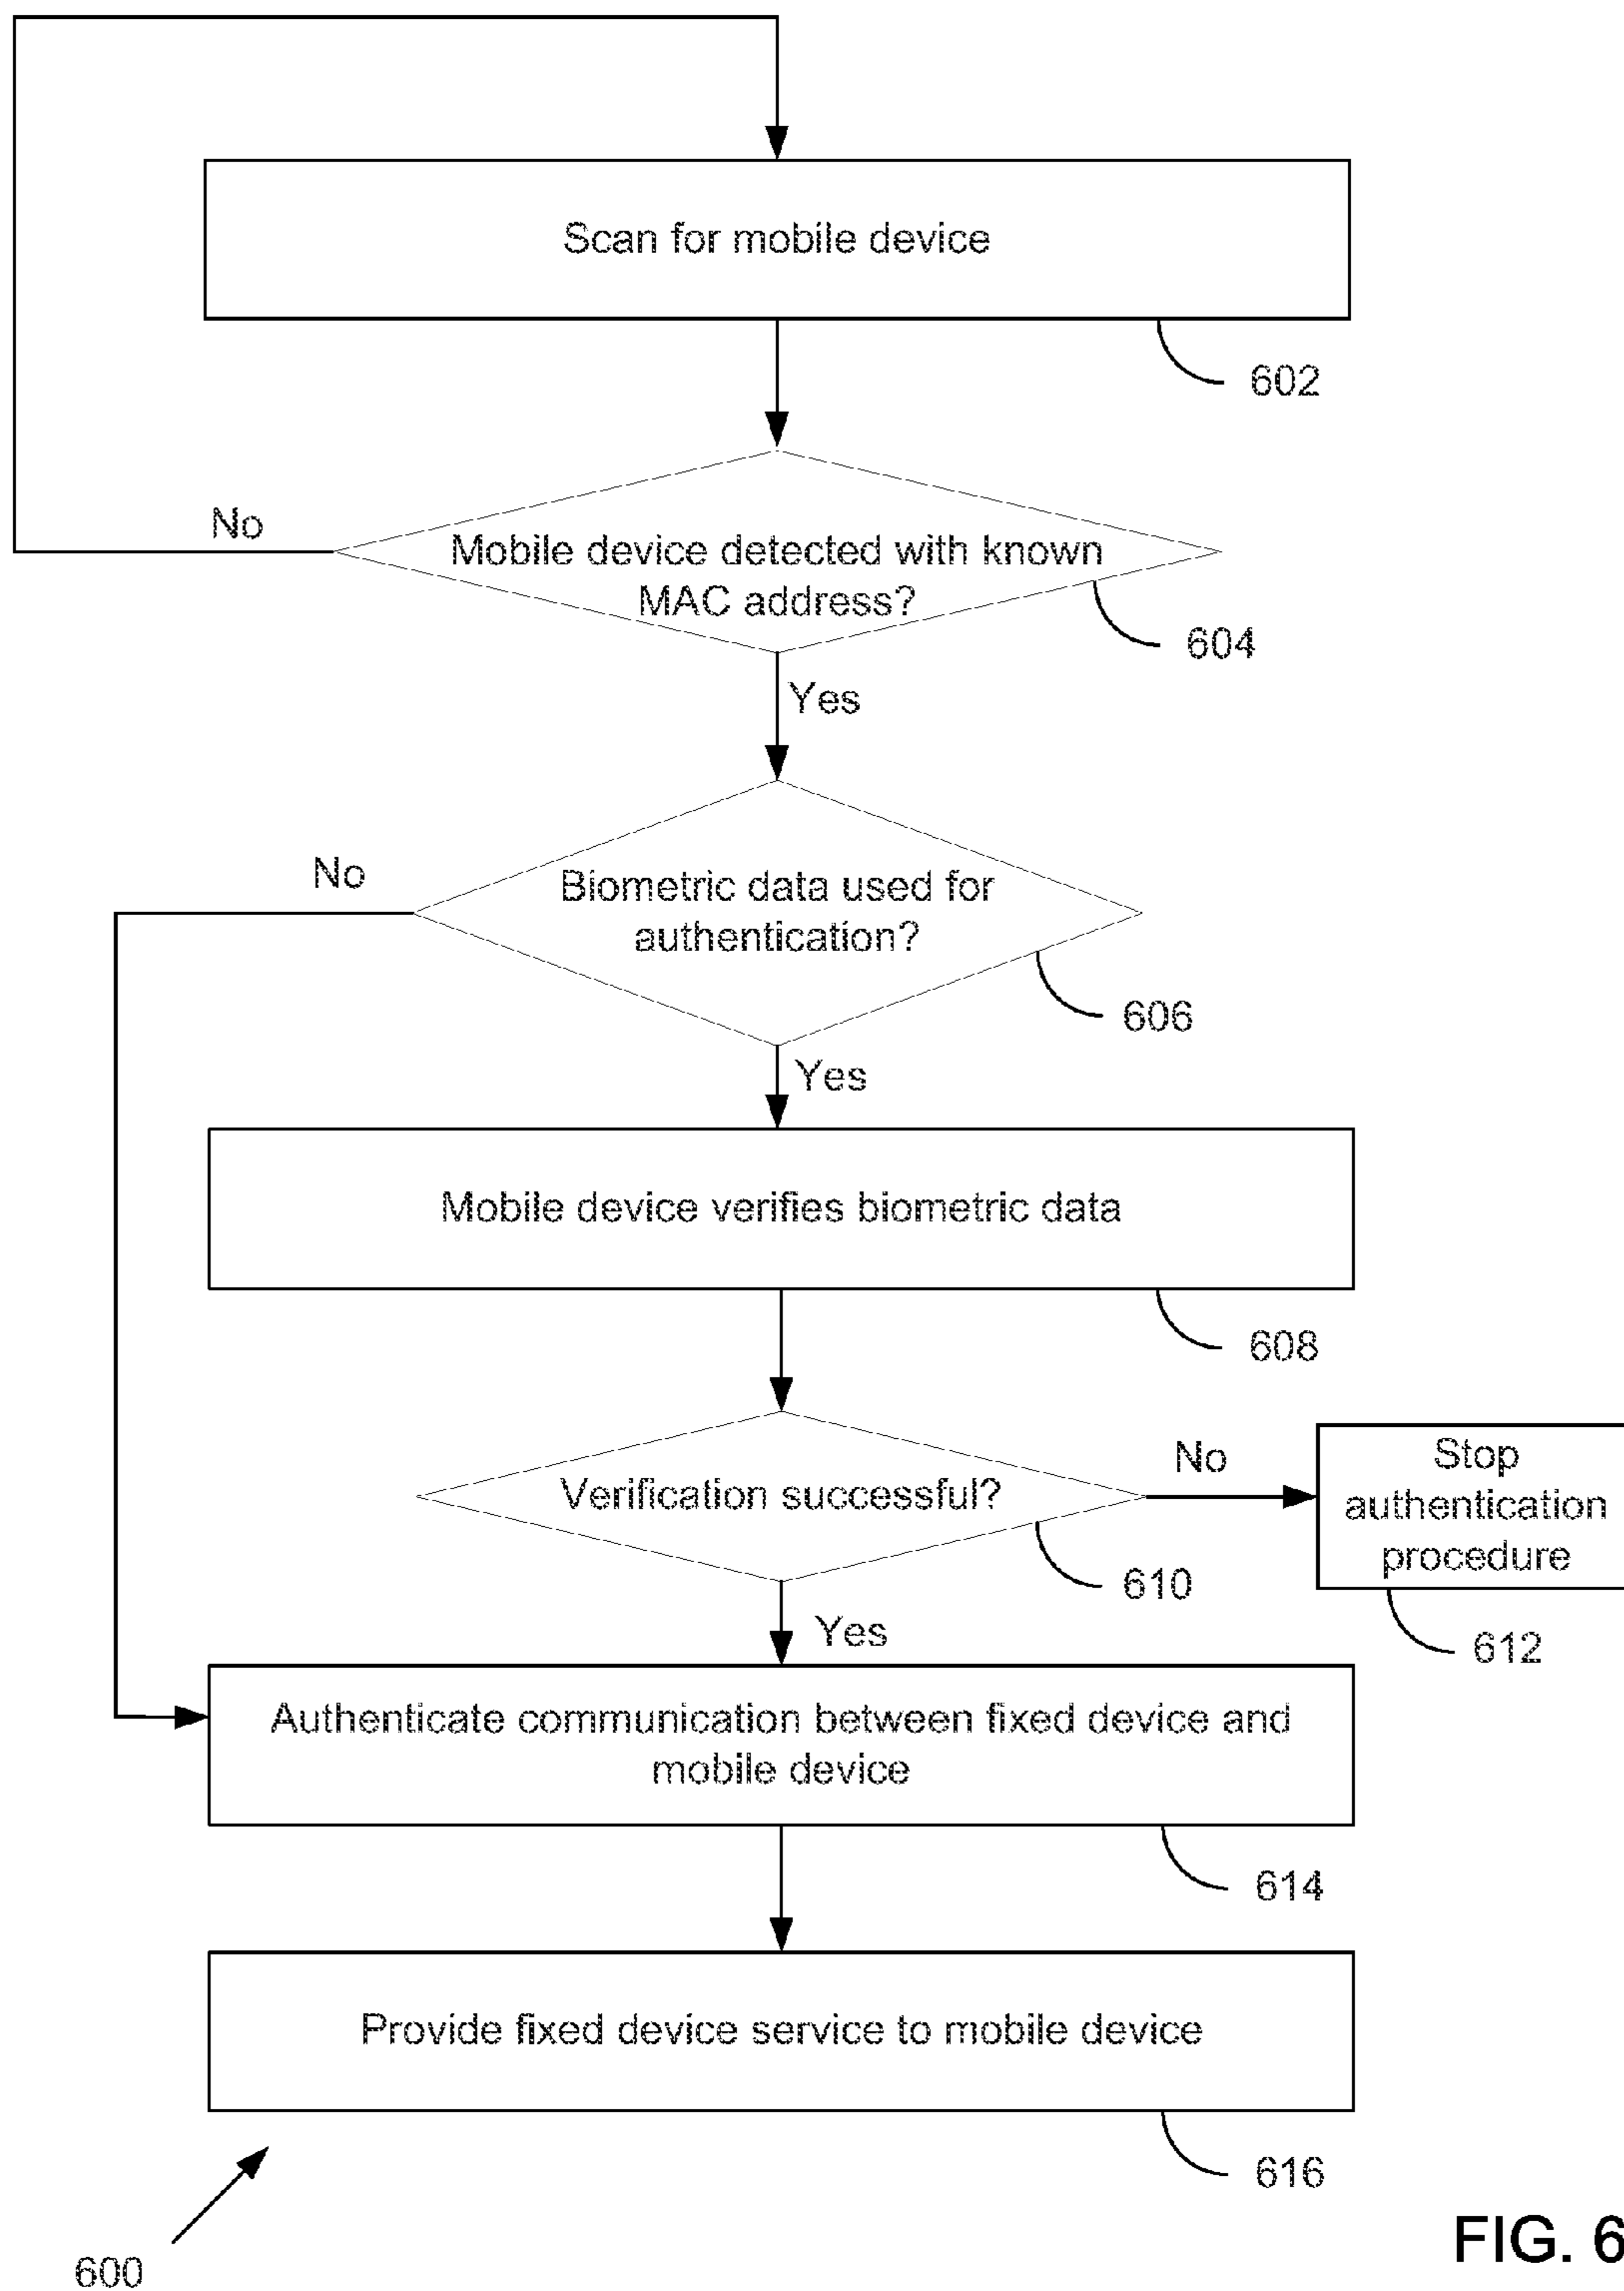 Scan for mobile device
602
No
Mobile device detected with known
MAC address?
604
Yes
No
Biometric data used for
authentication?
606
Yes
Mobile device verifies biometric data
608
Verification successful?
No
Stop
authentication
procedure
610
612
Yes
Authenticate communication between fixed device and
mobile device
614
Provide fixed device service to mobile device
616
600
FIG. 6